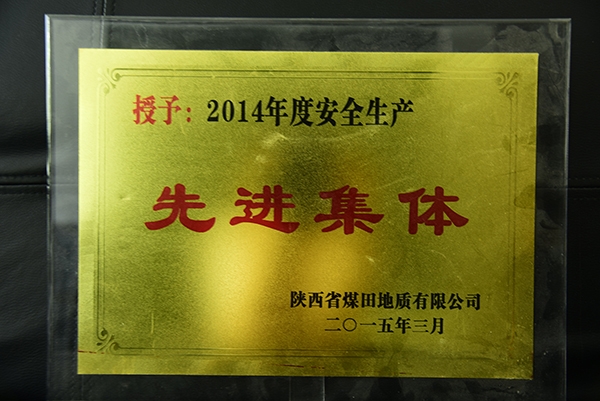 授予：2014年度安全生产
先进集体
陕西省煤田地质有限公司
二〇一五年三月